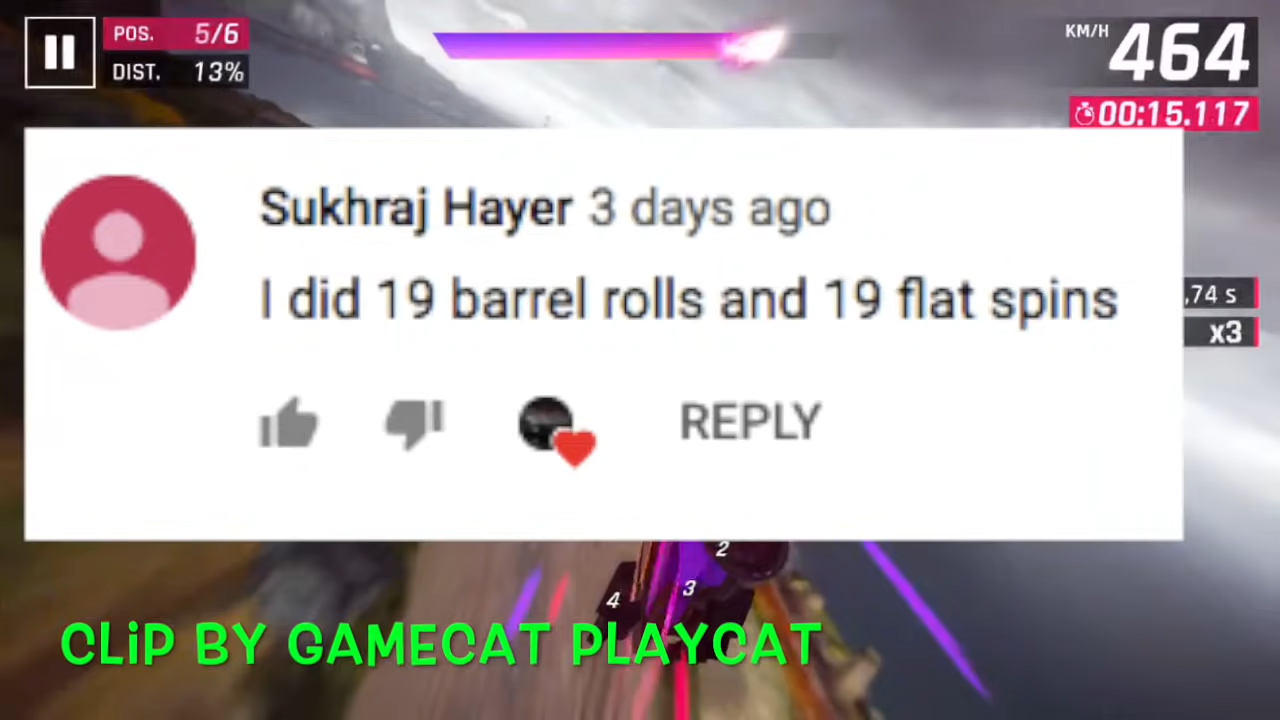 POS. 5/6
DIST. 13%
KM/H 464
00:15.117
Sukhraj Hayer 3 days ago
I did 19 barrel rolls and 19 flat spins
,74 s
x3
REPLY
2
3
4
CLiP BY GAMECAT PLAYCAT